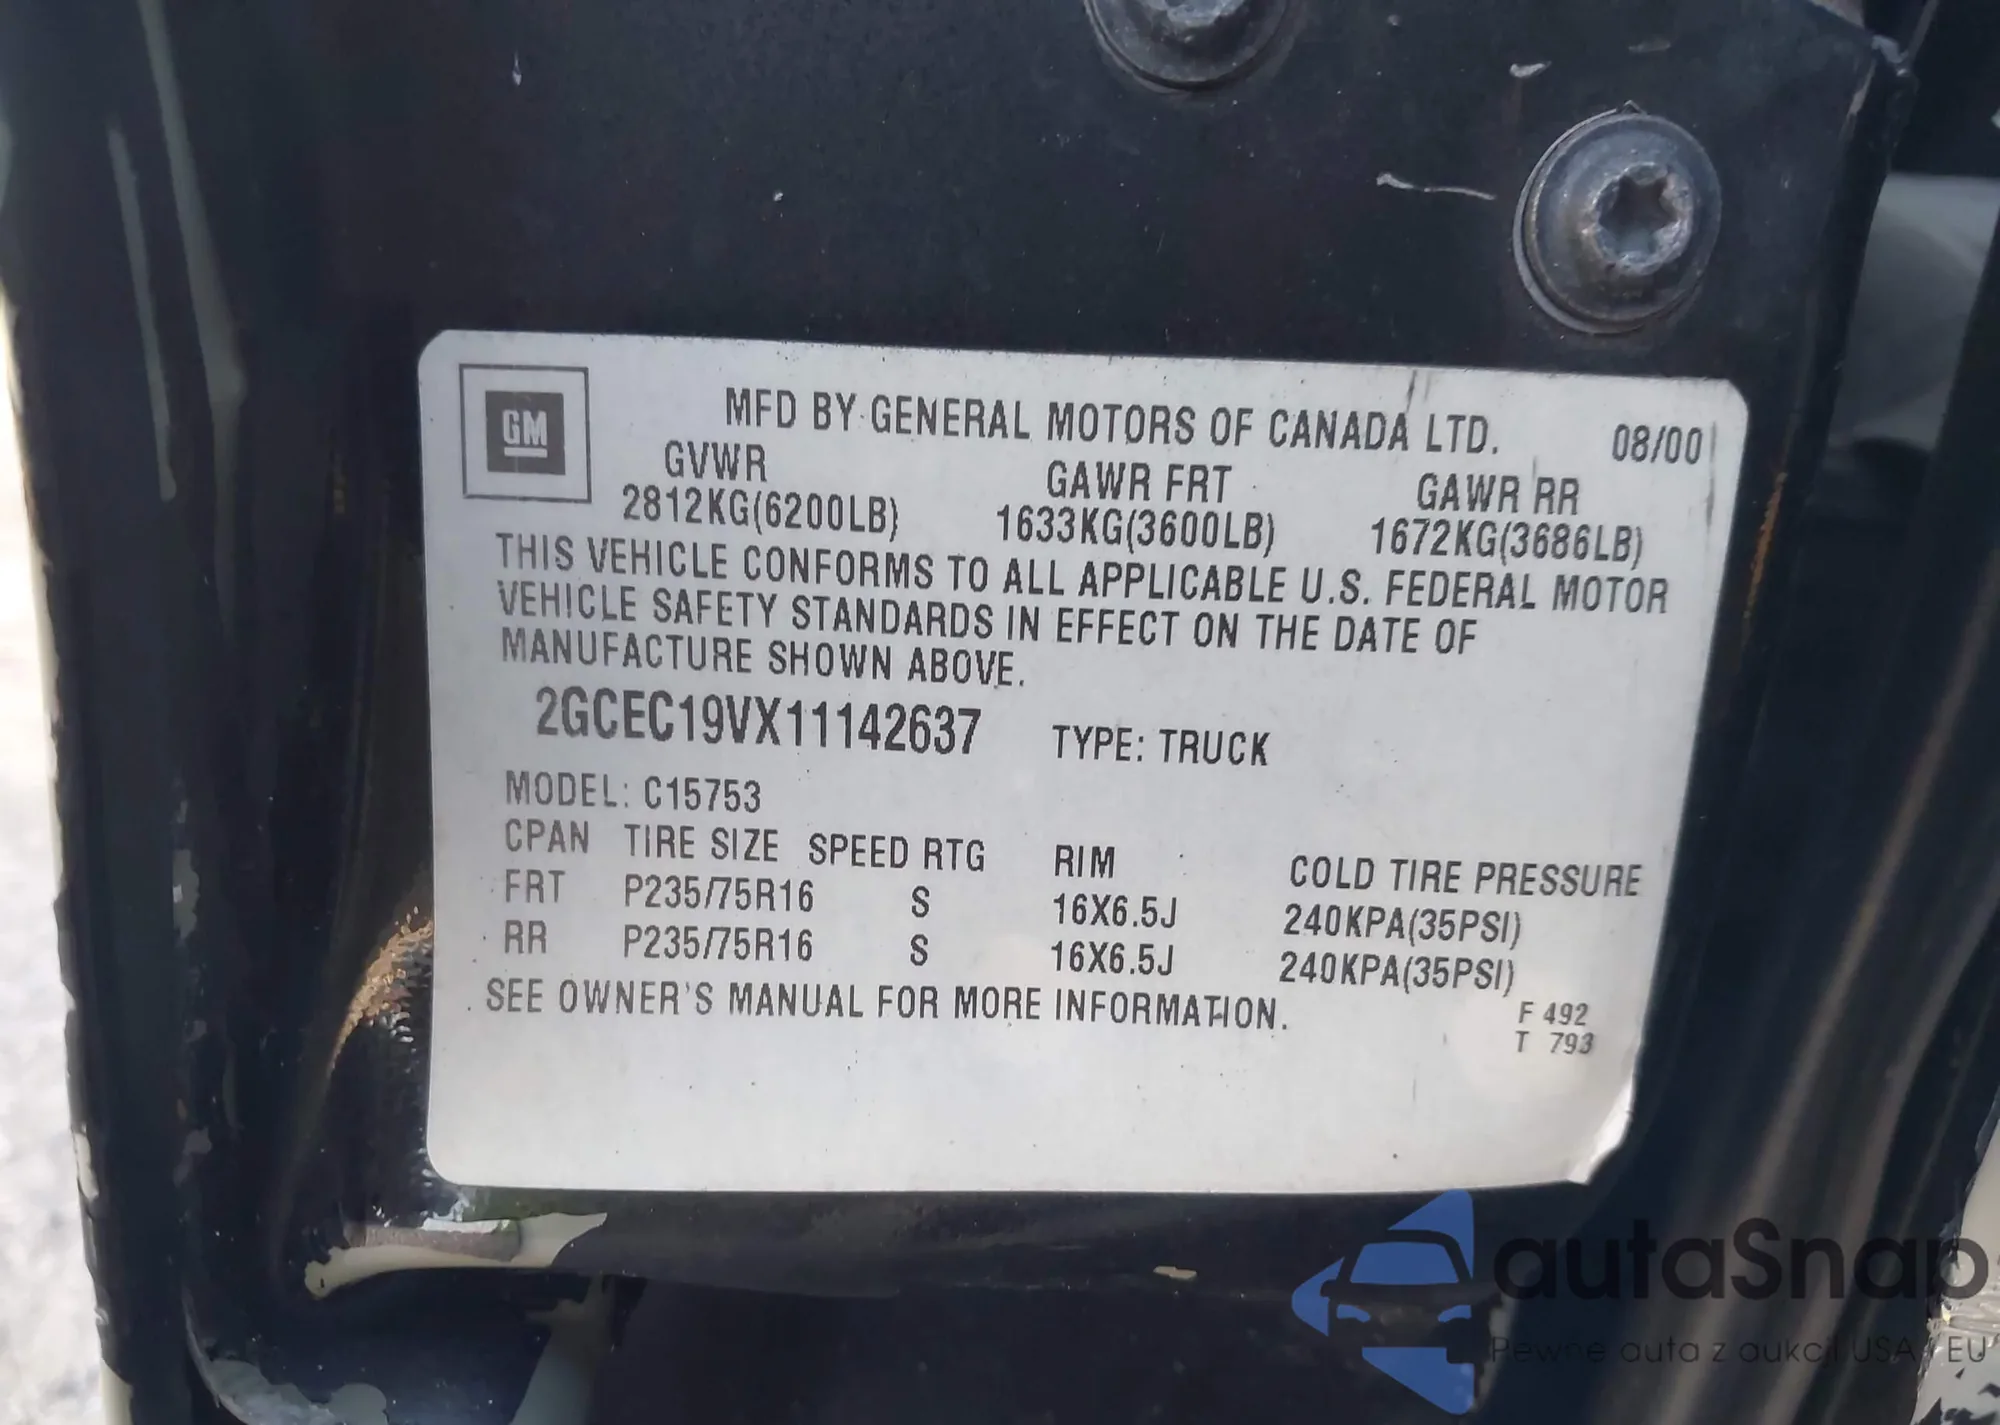 GM
MFD BY GENERAL MOTORS OF CANADA LTD. 08/00
GVWR GAWR FRT GAWR RR
2812KG(6200LB) 1633KG(3600LB) 1672KG(3686LB)
THIS VEHICLE CONFORMS TO ALL APPLICABLE U.S. FEDERAL MOTOR
VEHICLE SAFETY STANDARDS IN EFFECT ON THE DATE OF
MANUFACTURE SHOWN ABOVE.
2GCEC19VX11142637 TYPE: TRUCK
MODEL: C15753
CPAN TIRE SIZE SPEED RTG RIM COLD TIRE PRESSURE
FRT P235/75R16 S 16X6.5J 240KPA(35PSI)
RR P235/75R16 S 16X6.5J 240KPA(35PSI)
SEE OWNER'S MANUAL FOR MORE INFORMATION.
F 492
T 793
autaSnap
Pewne auta z aukcji USA i EU